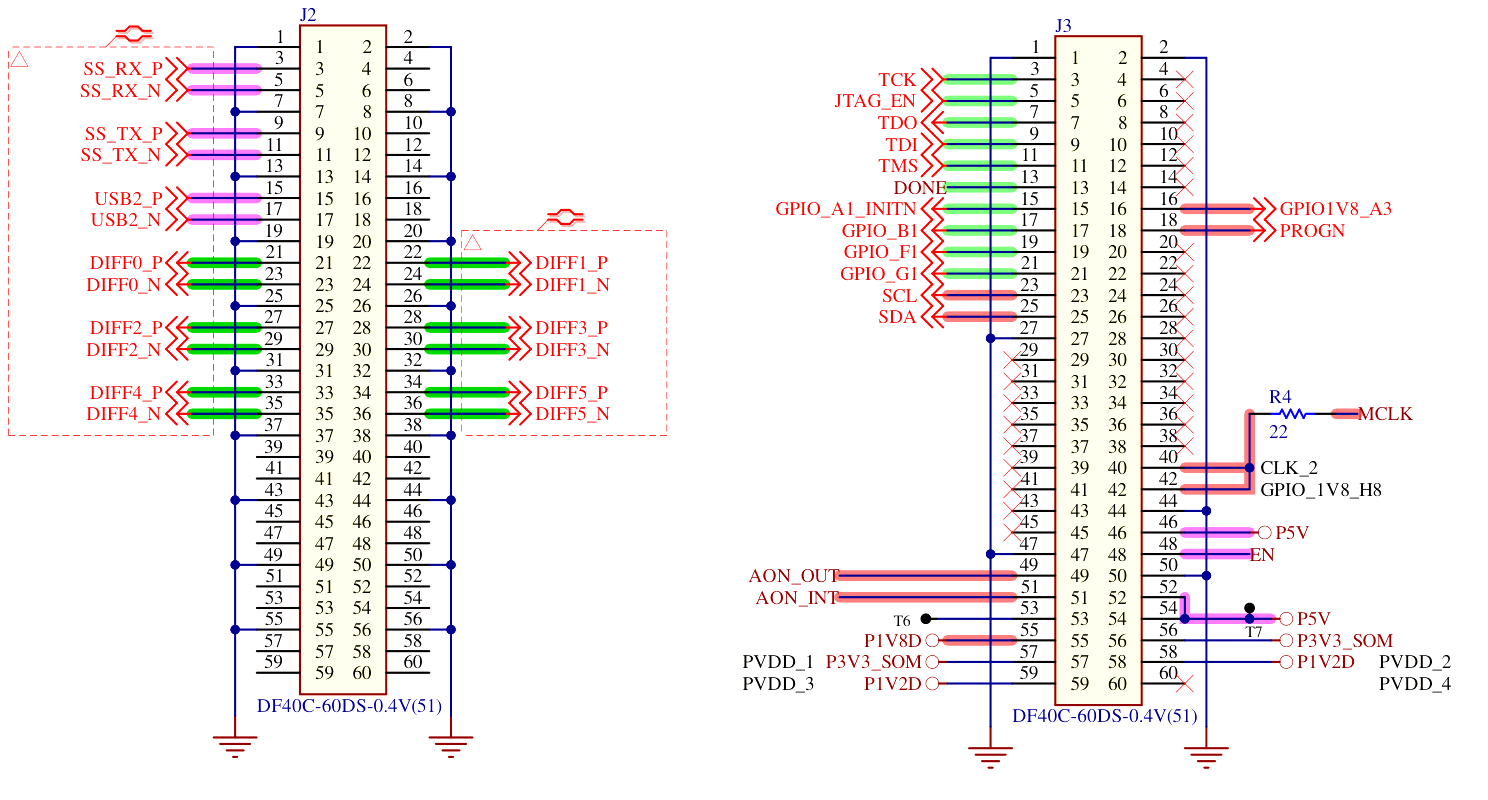 J2
1 1 2 2
SS_RX_P 3 3 4 4
SS_RX_N 5 5 6 6
7 7 8 8
SS_TX_P 9 9 10 10
SS_TX_N 11 11 12 12
13 13 14 14
USB2_P 15 15 16 16
USB2_N 17 17 18 18
19 19 20 20
DIFF0_P 21 21 22 22 DIFF1_P
DIFF0_N 23 23 24 24 DIFF1_N
25 25 26 26
DIFF2_P 27 27 28 28 DIFF3_P
DIFF2_N 29 29 30 30 DIFF3_N
31 31 32 32
DIFF4_P 33 33 34 34 DIFF5_P
DIFF4_N 35 35 36 36 DIFF5_N
37 37 38 38
39 39 40 40
41 41 42 42
43 43 44 44
45 45 46 46
47 47 48 48
49 49 50 50
51 51 52 52
53 53 54 54
55 55 56 56
57 57 58 58
59 59 60 60
DF40C-60DS-0.4V(51)
J3
1 1 2 2
TCK 3 3 4 4
JTAG_EN 5 5 6 6
TDO 7 7 8 8
TDI 9 9 10 10
TMS 11 11 12 12
DONE 13 13 14 14
GPIO_A1_INITN 15 15 16 16 GPIO1V8_A3
GPIO_B1 17 17 18 18 PROGN
GPIO_F1 19 19 20 20
GPIO_G1 21 21 22 22
SCL 23 23 24 24
SDA 25 25 26 26
27 27 28 28
29 29 30 30
31 31 32 32
33 33 34 34
35 35 36 36
37 37 38 38
39 39 40 40 CLK_2
41 41 42 42 GPIO_1V8_H8
R4
22
MCLK
43 43 44 44
45 45 46 46 P5V
47 47 48 48 EN
AON_OUT 49 49 50 50
AON_INT 51 51 52 52
T6 53 53 54 54 T7 P5V
P1V8D 55 55 56 56 P3V3_SOM
PVDD_1 P3V3_SOM 57 57 58 58 P1V2D PVDD_2
PVDD_3 P1V2D 59 59 60 60 PVDD_4
DF40C-60DS-0.4V(51)